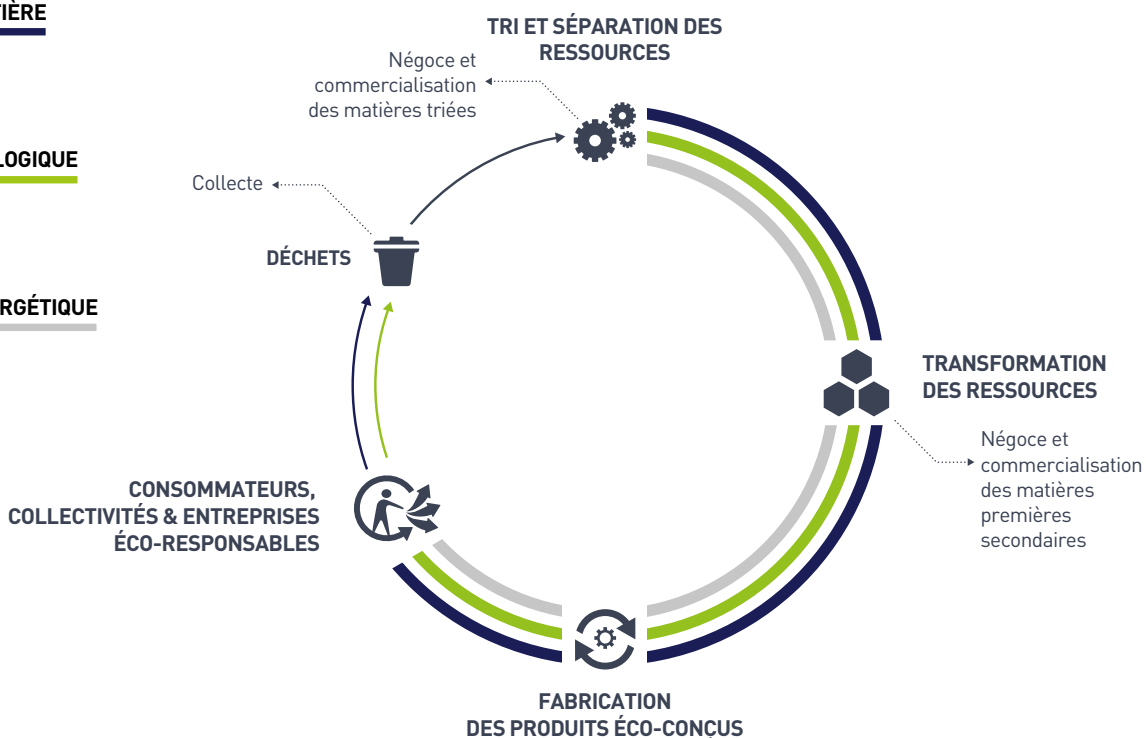 TIÈRE
LOGIQUE
RGÉTIQUE
TRI ET SÉPARATION DES
RESSOURCES
Négoce et
commercialisation
des matières triées
Collecte
DÉCHETS
TRANSFORMATION
DES RESSOURCES
Négoce et
commercialisation
des matières
premières
secondaires
CONSOMMATEURS,
COLLECTIVITÉS & ENTREPRISES
ÉCO-RESPONSABLES
FABRICATION
DES PRODUITS ÉCO-CONÇUS